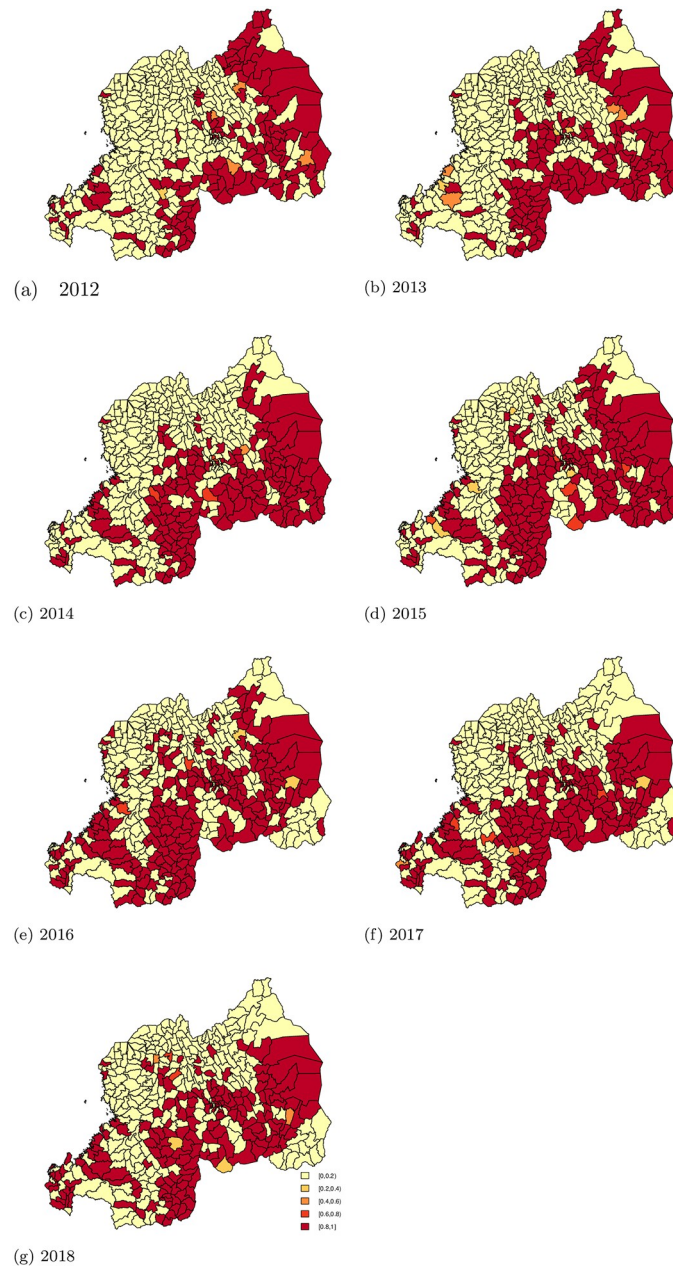 (a) 2012
(b) 2013
(c) 2014
(d) 2015
(e) 2016
(f) 2017
[0,0.2)
[0.2,0.4)
[0.4,0.6)
[0.6,0.8)
[0.8,1]
(g) 2018